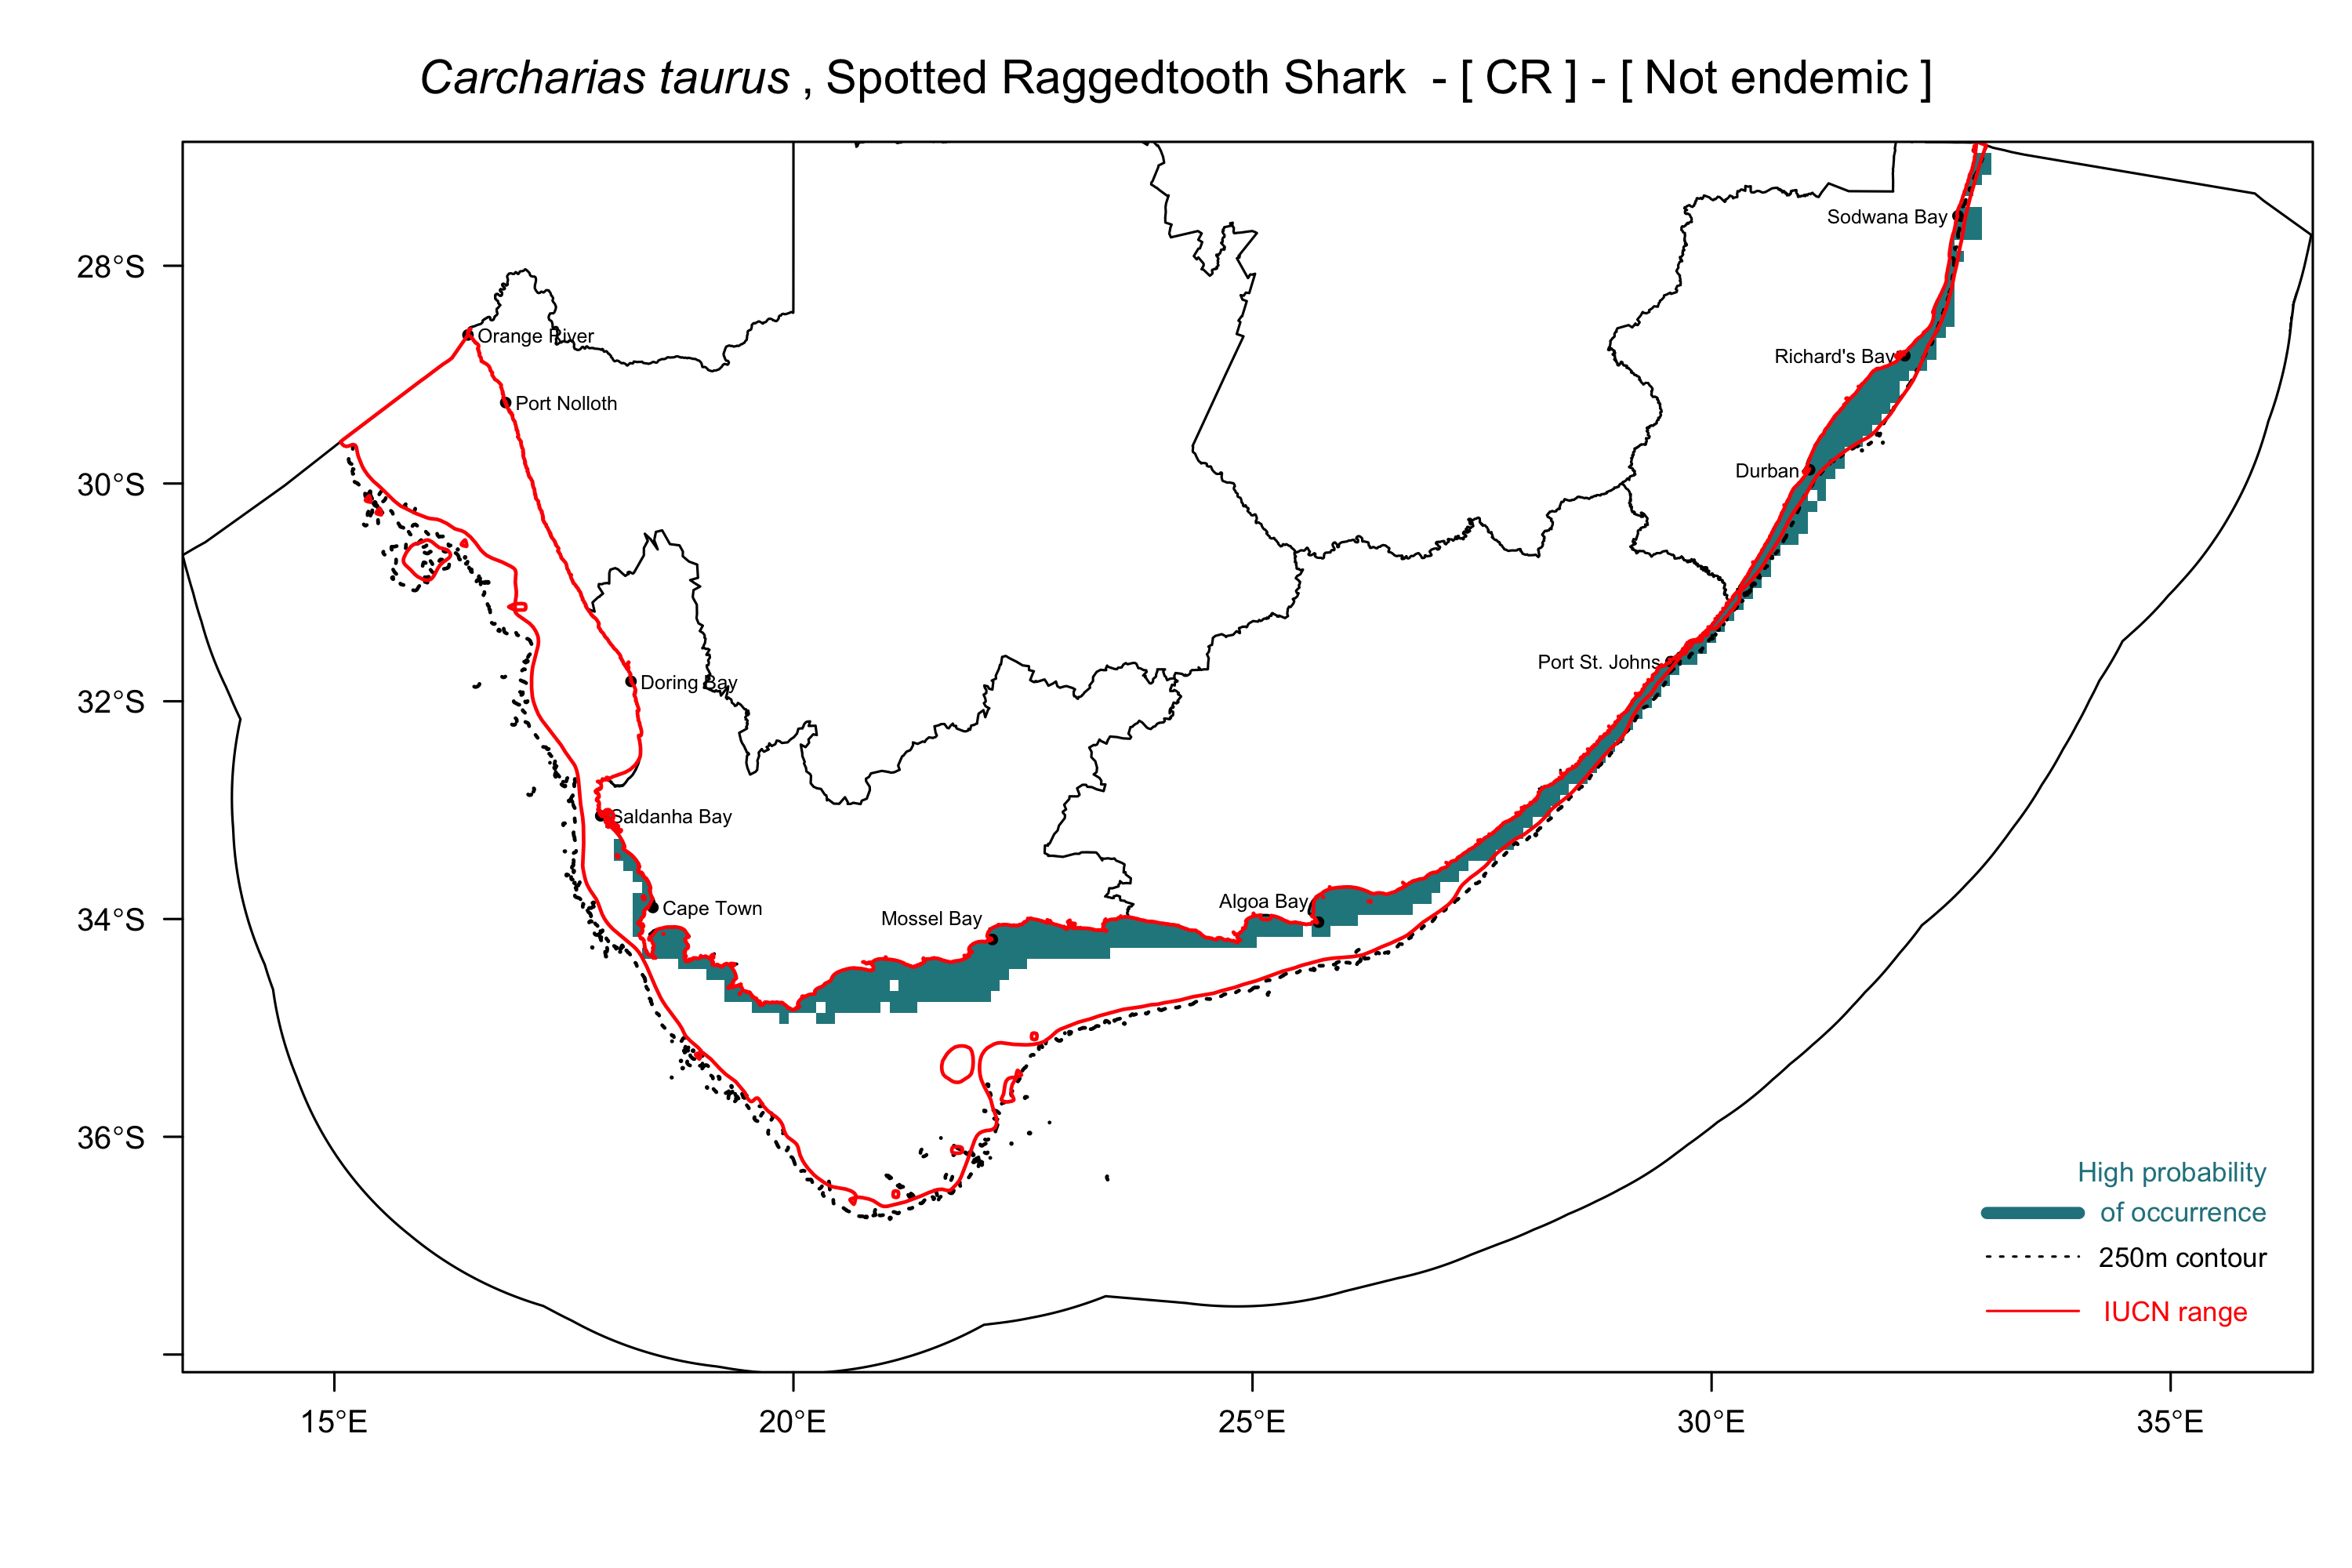 Carcharias taurus , Spotted Raggedtooth Shark - [ CR ] - [ Not endemic ]
Sodwana Bay
28°S
Orange River
Richard's Bay
Port Nolloth
Durban
30°S
Port St. Johns
Doring Bay
32°S
Saldanha Bay
Algoa Bay
Cape Town
Mossel Bay
34°S
36°S
High probability
of occurrence
250m contour
IUCN range
15°E
20°E
25°E
30°E
35°E